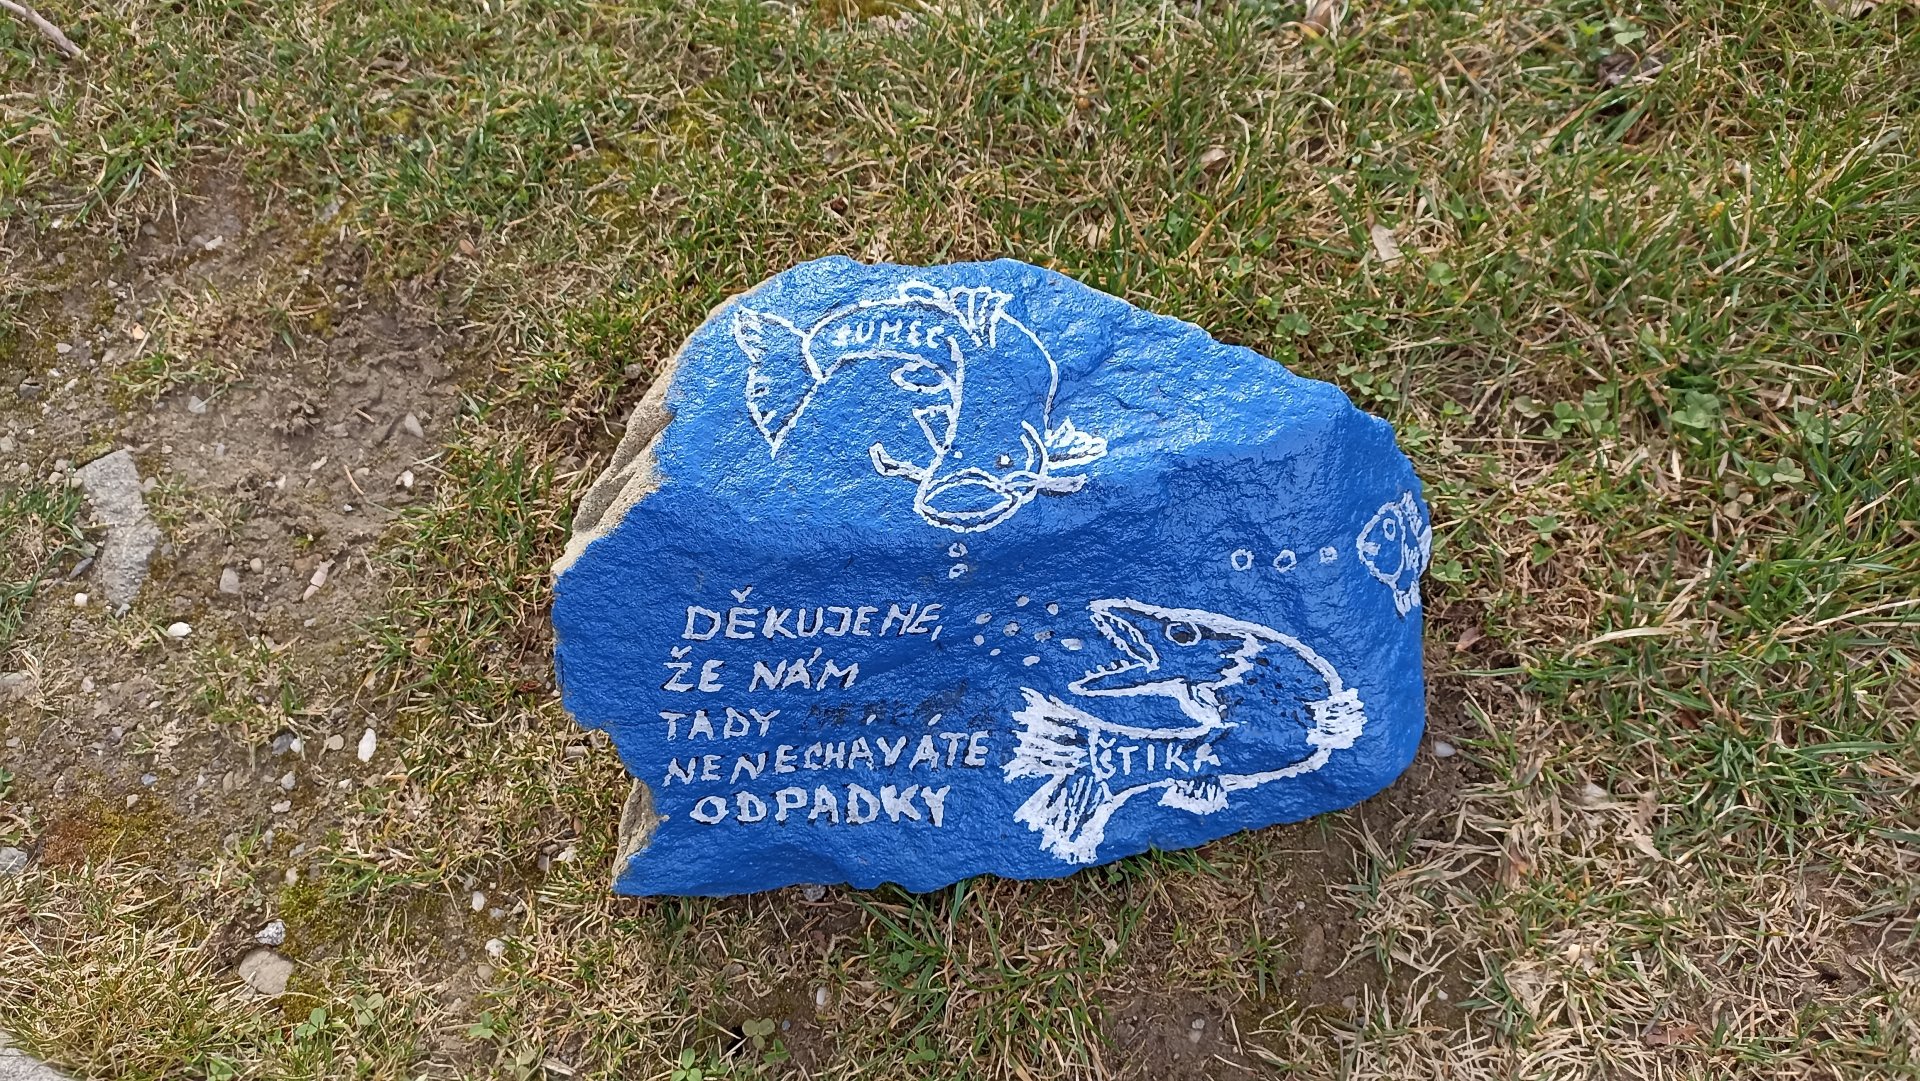 SUMEC
DĚKUJEME,
ŽE NÁM
TADY
NENECHÁVÁTE
ODPADKY
ŠTIKA